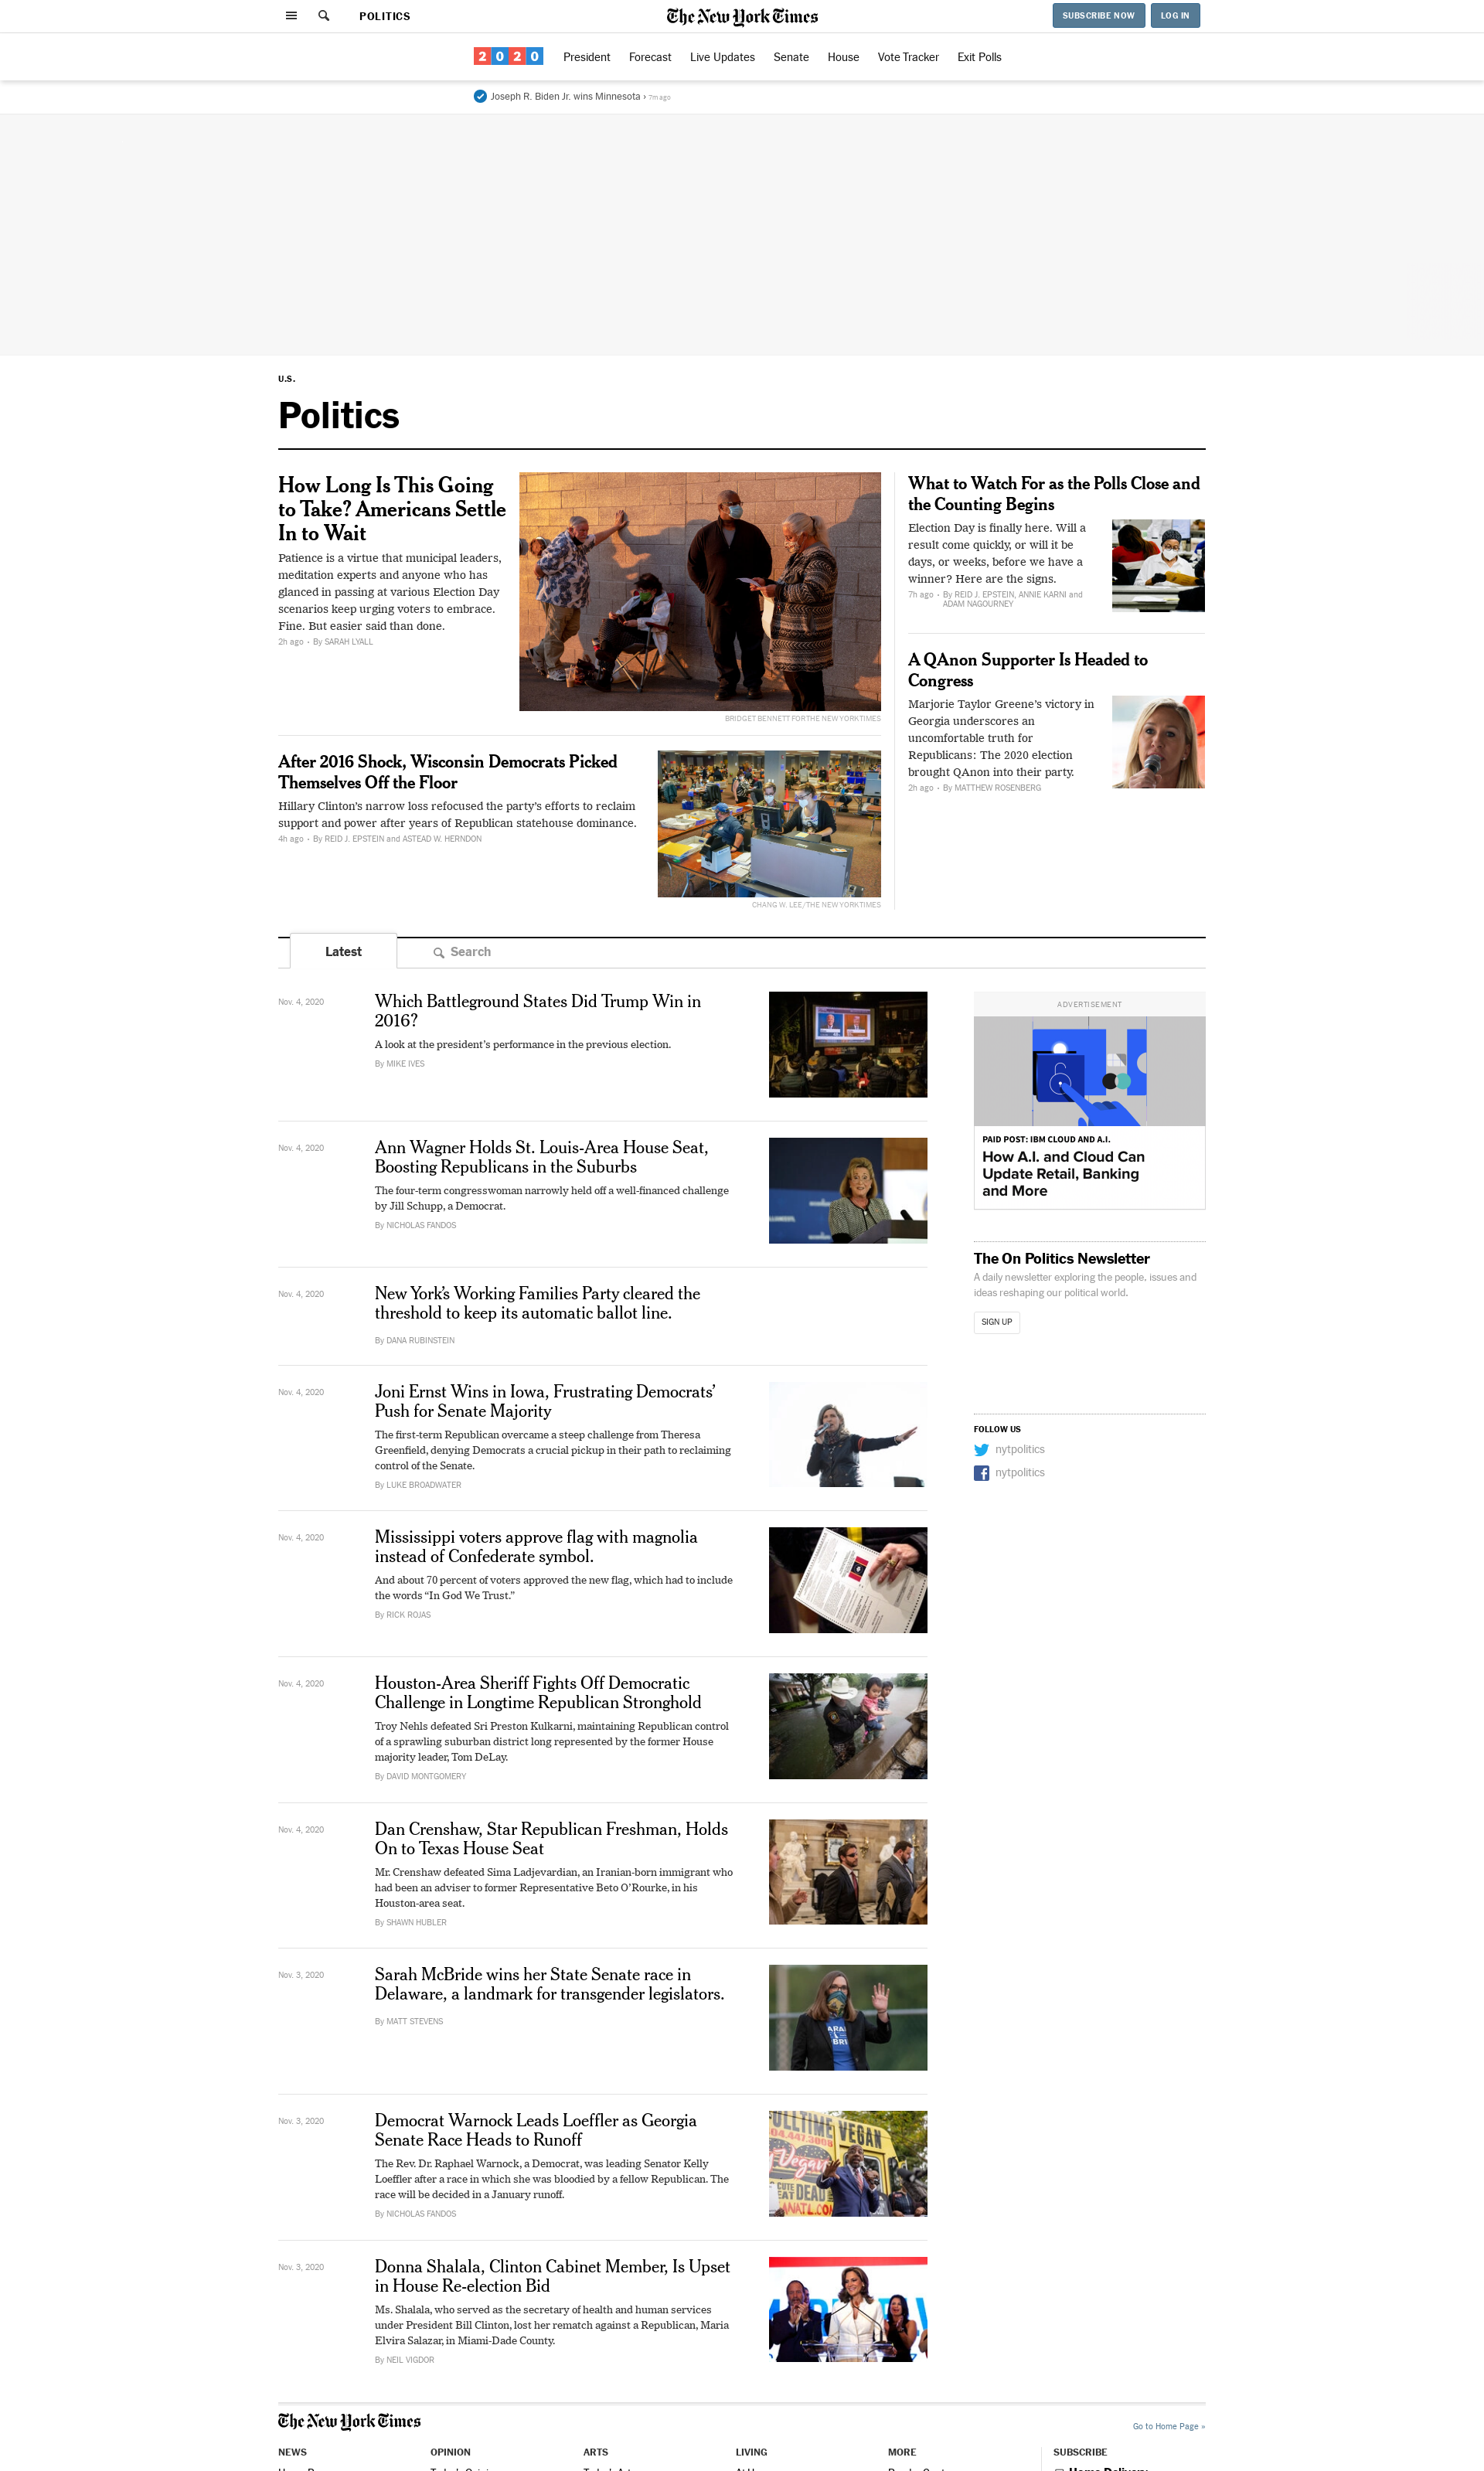 POLITICS
The New York Times
SUBSCRIBE NOW
LOG IN
2020
President
Forecast
Live Updates
Senate
House
Vote Tracker
Exit Polls
Joseph R. Biden Jr. wins Minnesota › 7m ago
U.S.
Politics
How Long Is This Going
to Take? Americans Settle
In to Wait
Patience is a virtue that municipal leaders,
meditation experts and anyone who has
glanced in passing at various Election Day
scenarios keep urging voters to embrace.
Fine. But easier said than done.
2h ago • By SARAH LYALL
BRIDGET BENNETT FOR THE NEW YORK TIMES
After 2016 Shock, Wisconsin Democrats Picked
Themselves Off the Floor
Hillary Clinton's narrow loss refocused the party's efforts to reclaim
support and power after years of Republican statehouse dominance.
4h ago • By REID J. EPSTEIN and ASTEAD W. HERNDON
CHANG W. LEE/THE NEW YORK TIMES
What to Watch For as the Polls Close and
the Counting Begins
Election Day is finally here. Will a
result come quickly, or will it be
days, or weeks, before we have a
winner? Here are the signs.
7h ago • By REID J. EPSTEIN, ANNIE KARNI and
ADAM NAGOURNEY
A QAnon Supporter Is Headed to
Congress
Marjorie Taylor Greene's victory in
Georgia underscores an
uncomfortable truth for
Republicans: The 2020 election
brought QAnon into their party.
2h ago • By MATTHEW ROSENBERG
Latest
Search
Nov. 4, 2020
Which Battleground States Did Trump Win in
2016?
A look at the president's performance in the previous election.
By MIKE IVES
Nov. 4, 2020
Ann Wagner Holds St. Louis-Area House Seat,
Boosting Republicans in the Suburbs
The four-term congresswoman narrowly held off a well-financed challenge
by Jill Schupp, a Democrat.
By NICHOLAS FANDOS
Nov. 4, 2020
New York's Working Families Party cleared the
threshold to keep its automatic ballot line.
By DANA RUBINSTEIN
Nov. 4, 2020
Joni Ernst Wins in Iowa, Frustrating Democrats'
Push for Senate Majority
The first-term Republican overcame a steep challenge from Theresa
Greenfield, denying Democrats a crucial pickup in their path to reclaiming
control of the Senate.
By LUKE BROADWATER
Nov. 4, 2020
Mississippi voters approve flag with magnolia
instead of Confederate symbol.
And about 70 percent of voters approved the new flag, which had to include
the words “In God We Trust.”
By RICK ROJAS
Nov. 4, 2020
Houston-Area Sheriff Fights Off Democratic
Challenge in Longtime Republican Stronghold
Troy Nehls defeated Sri Preston Kulkarni, maintaining Republican control
of a sprawling suburban district long represented by the former House
majority leader, Tom DeLay.
By DAVID MONTGOMERY
Nov. 4, 2020
Dan Crenshaw, Star Republican Freshman, Holds
On to Texas House Seat
Mr. Crenshaw defeated Sima Ladjevardian, an Iranian-born immigrant who
had been an adviser to former Representative Beto O'Rourke, in his
Houston-area seat.
By SHAWN HUBLER
Nov. 3, 2020
Sarah McBride wins her State Senate race in
Delaware, a landmark for transgender legislators.
By MATT STEVENS
Nov. 3, 2020
Democrat Warnock Leads Loeffler as Georgia
Senate Race Heads to Runoff
The Rev. Dr. Raphael Warnock, a Democrat, was leading Senator Kelly
Loeffler after a race in which she was bloodied by a fellow Republican. The
race will be decided in a January runoff.
By NICHOLAS FANDOS
Nov. 3, 2020
Donna Shalala, Clinton Cabinet Member, Is Upset
in House Re-election Bid
Ms. Shalala, who served as the secretary of health and human services
under President Bill Clinton, lost her rematch against a Republican, Maria
Elvira Salazar, in Miami-Dade County.
By NEIL VIGDOR
ADVERTISEMENT
PAID POST: IBM CLOUD AND A.I.
How A.I. and Cloud Can
Update Retail, Banking
and More
The On Politics Newsletter
A daily newsletter exploring the people, issues and
ideas reshaping our political world.
SIGN UP
FOLLOW US
nytpolitics
nytpolitics
The New York Times
Go to Home Page »
NEWS
OPINION
ARTS
LIVING
MORE
SUBSCRIBE